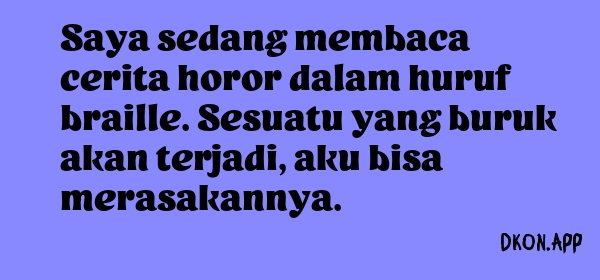 Saya sedang membaca
cerita horor dalam huruf
braille. Sesuatu yang buruk
akan terjadi, aku bisa
merasakannya.
DKON.APP